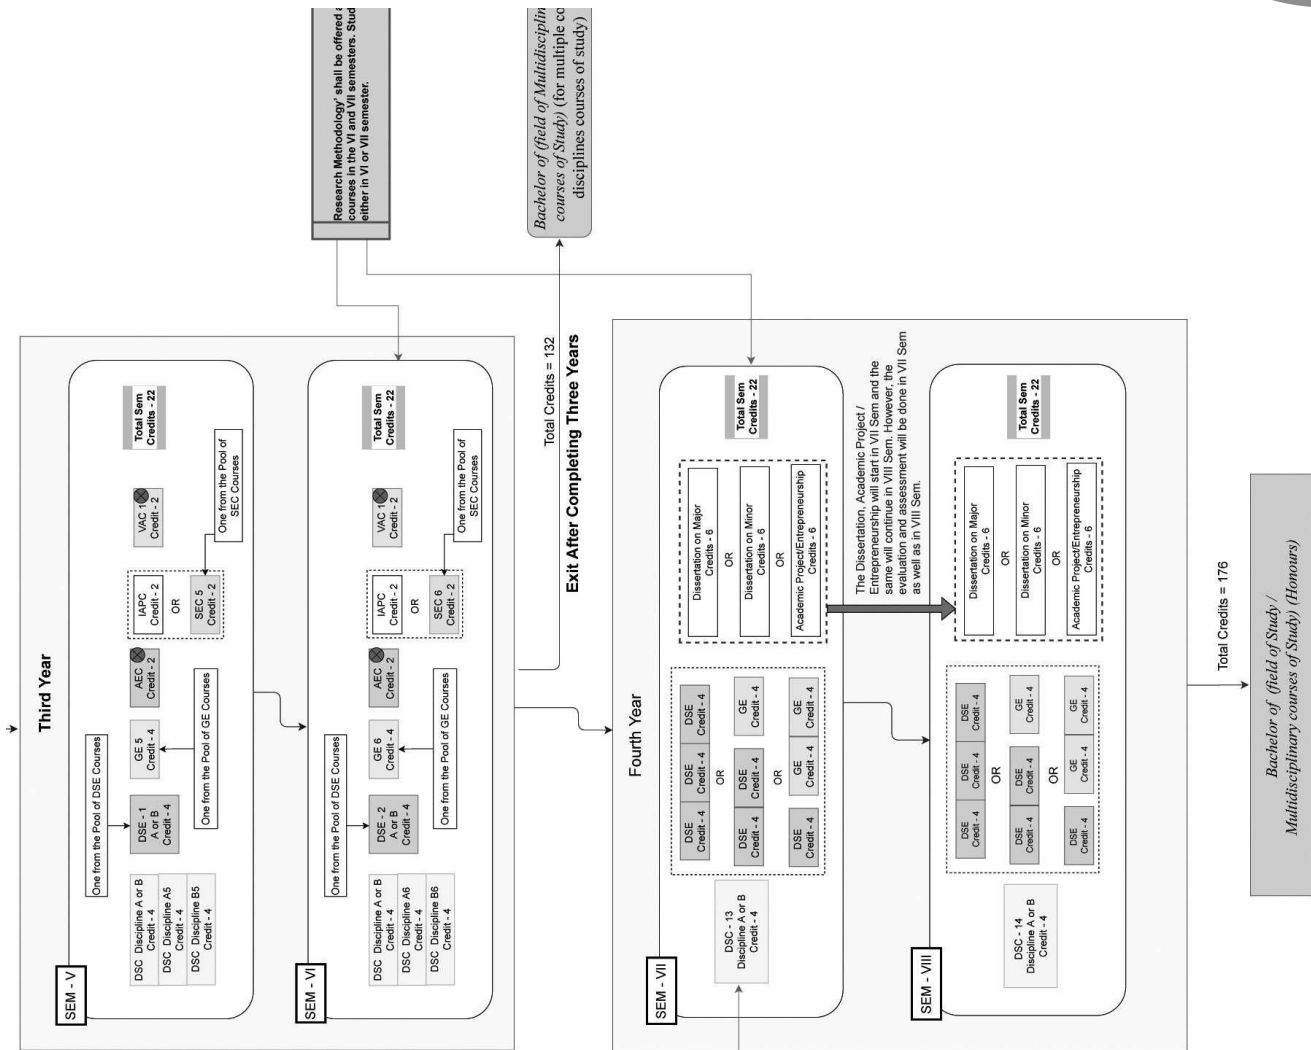 Research Methodology' shall be offered
courses in the VI and VII semesters. Stud
either in VI or VII semester.
Bachelor of (field of Multidisciplin
courses of Study) (for multiple co
disciplines courses of study)
Third Year
SEM - V
DSC Discipline A or B
Credit - 4
DSC Discipline A5
Credit - 4
DSC Discipline B5
Credit - 4
One from the Pool of DSE Courses
DSE - 1
A or B
Credit - 4
GE 5
Credit - 4
One from the Pool of GE Courses
AEC
Credit - 2
IAPC
Credit - 2
OR
SEC 5
Credit - 2
VAC 1
Credit - 2
One from the Pool of
SEC Courses
Total Sem
Credits - 22
SEM - VI
DSC Discipline A or B
Credit - 4
DSC Discipline A6
Credit - 4
DSC Discipline B6
Credit - 4
One from the Pool of DSE Courses
DSE - 2
A or B
Credit - 4
GE 6
Credit - 4
One from the Pool of GE Courses
AEC
Credit - 2
IAPC
Credit - 2
OR
SEC 6
Credit - 2
VAC 1
Credit - 2
One from the Pool of
SEC Courses
Total Sem
Credits - 22
Total Credits = 132
Exit After Completing Three Years
Fourth Year
SEM - VII
DSC - 13
Discipline A or B
Credit - 4
DSE
Credit - 4
DSE
Credit - 4
DSE
Credit - 4
OR
DSE
Credit - 4
DSE
Credit - 4
GE
Credit - 4
OR
DSE
Credit - 4
GE
Credit - 4
GE
Credit - 4
Dissertation on Major
Credits - 6
OR
Dissertation on Minor
Credits - 6
OR
Academic Project/Entrepreneurship
Credits - 6
Total Sem
Credits - 22
The Dissertation, Academic Project /
Entrepreneurship will start in VII Sem and the
same will continue in VIII Sem. However, the
evaluation and assessment will be done in VII Sem
as well as in VIII Sem.
SEM - VIII
DSC - 14
Discipline A or B
Credit - 4
DSE
Credit - 4
DSE
Credit - 4
DSE
Credit - 4
OR
DSE
Credit - 4
DSE
Credit - 4
GE
Credit - 4
OR
DSE
Credit - 4
GE
Credit - 4
GE
Credit - 4
Dissertation on Major
Credits - 6
OR
Dissertation on Minor
Credits - 6
OR
Academic Project/Entrepreneurship
Credits - 6
Total Sem
Credits - 22
Total Credits = 176
Bachelor of (field of Study /
Multidisciplinary courses of Study) (Honours)